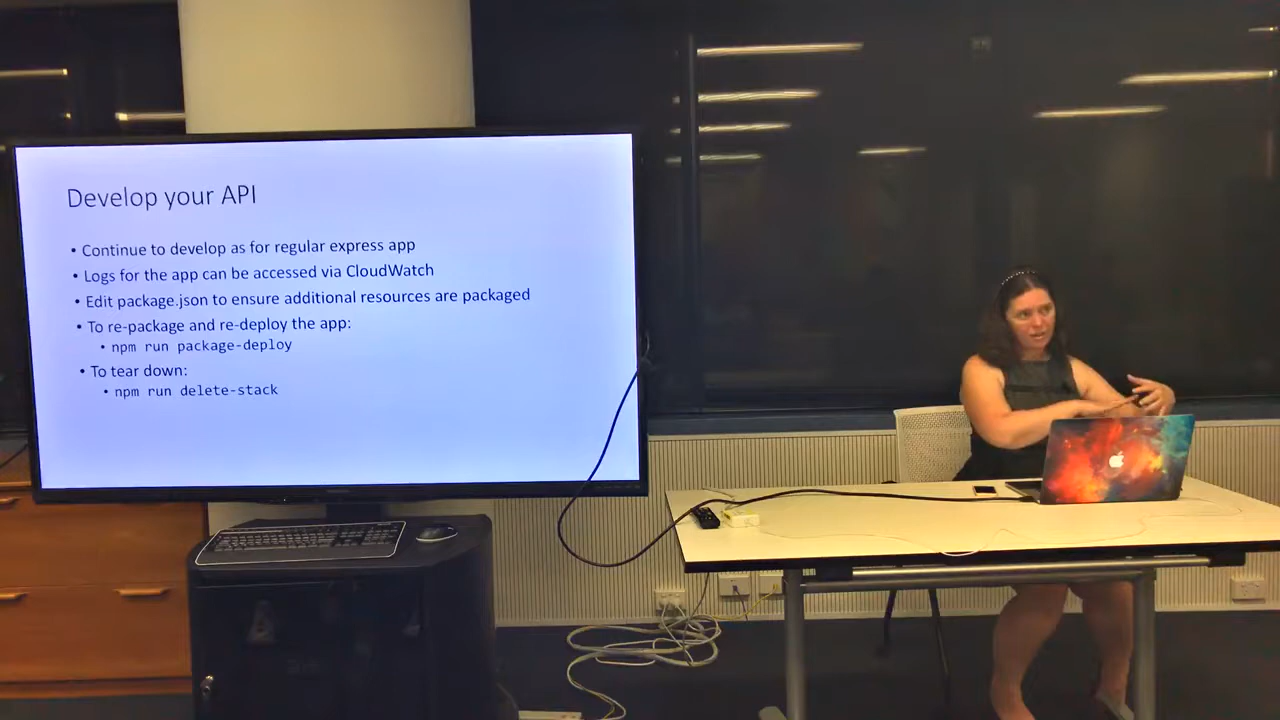 Develop your API
• Continue to develop as for regular express app
• Logs for the app can be accessed via CloudWatch
• Edit package.json to ensure additional resources are packaged
• To re-package and re-deploy the app:
• npm run package-deploy
• To tear down:
• npm run delete-stack